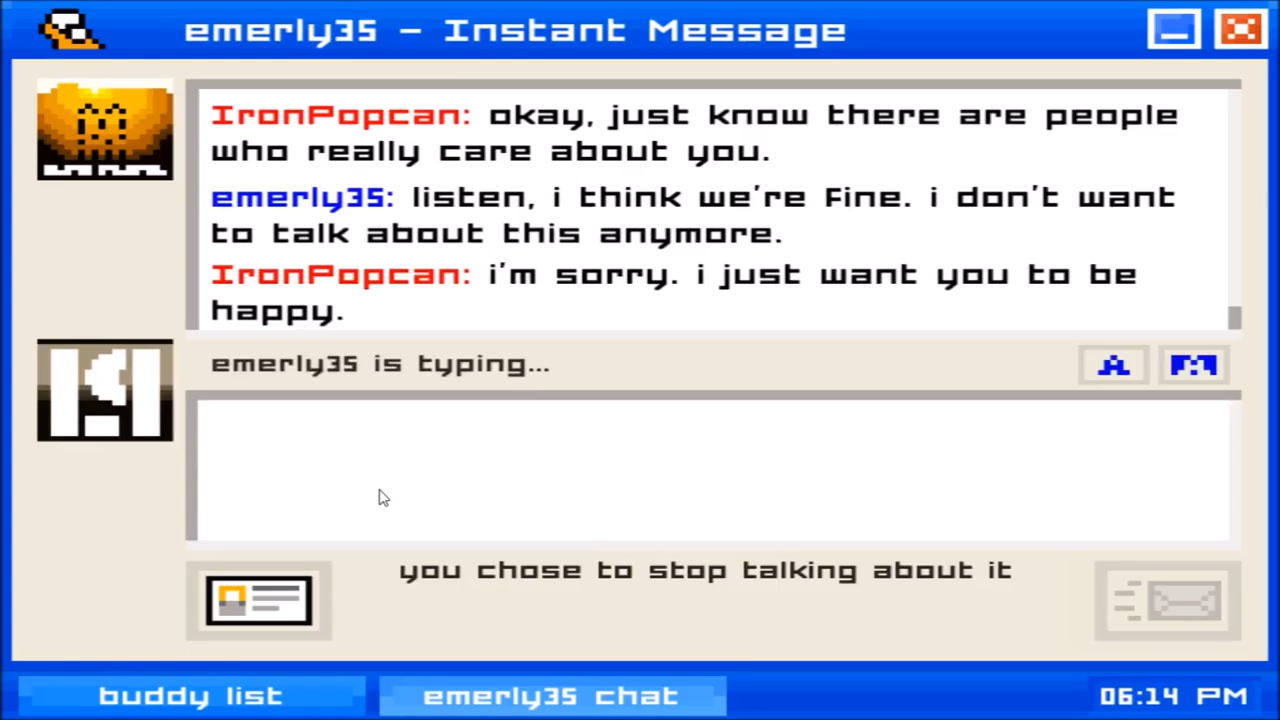 emerly35 - Instant Message
IronPopcan: okay, just know there are people
who really care about you.
emerly35: listen, i think we're fine. i don't want
to talk about this anymore.
IronPopcan: i'm sorry. i just want you to be
happy.
emerly35 is typing...
A
you chose to stop talking about it
buddy list
emerly35 chat
06:14 PM